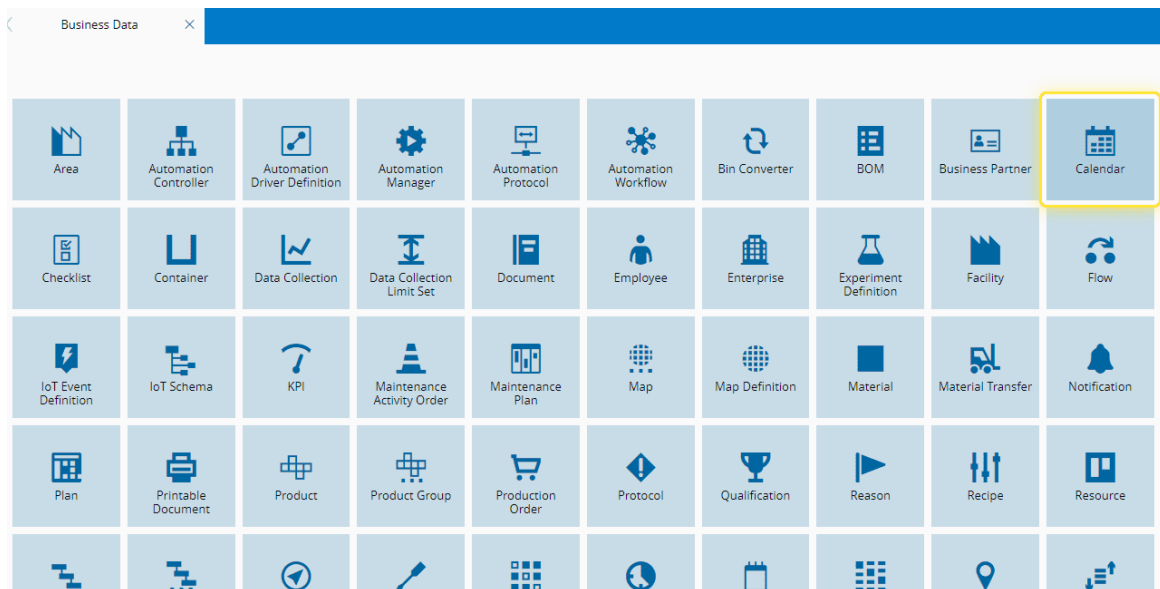 Business Data
Area
Automation
Controller
Automation
Driver Definition
Automation
Manager
Automation
Protocol
Automation
Workflow
Bin Converter
BOM
Business Partner
Calendar
Checklist
Container
Data Collection
Data Collection
Limit Set
Document
Employee
Enterprise
Experiment
Definition
Facility
Flow
IoT Event
Definition
IoT Schema
KPI
Maintenance
Activity Order
Maintenance
Plan
Map
Map Definition
Material
Material Transfer
Notification
Plan
Printable
Document
Product
Product Group
Production
Order
Protocol
Qualification
Reason
Recipe
Resource